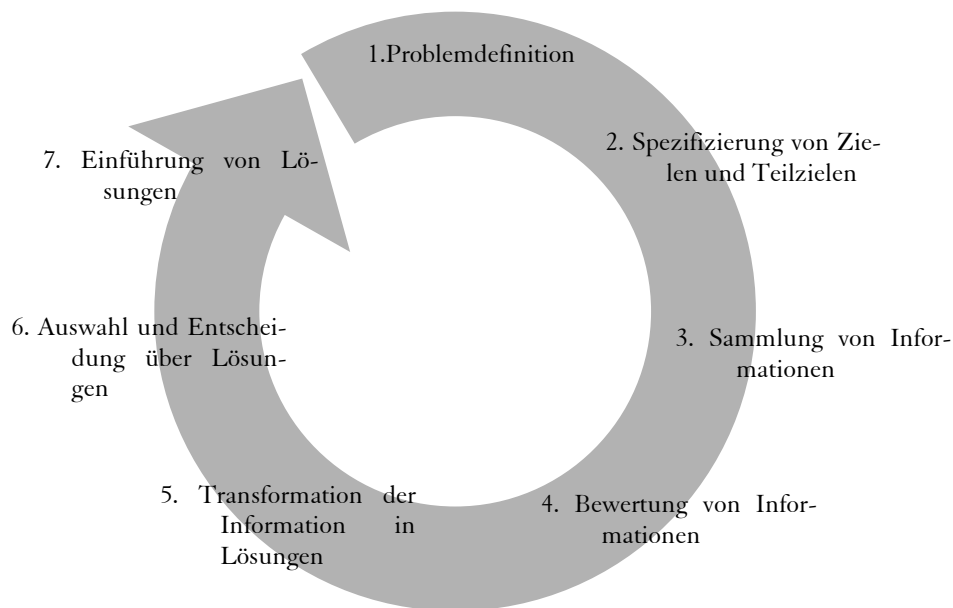 1.Problemdefinition
2. Spezifizierung von Zie-
len und Teilzielen
3. Sammlung von Infor-
mationen
4. Bewertung von Infor-
mationen
5. Transformation der
Information in
Lösungen
6. Auswahl und Entschei-
dung über Lösun-
gen
7. Einführung von Lö-
sungen